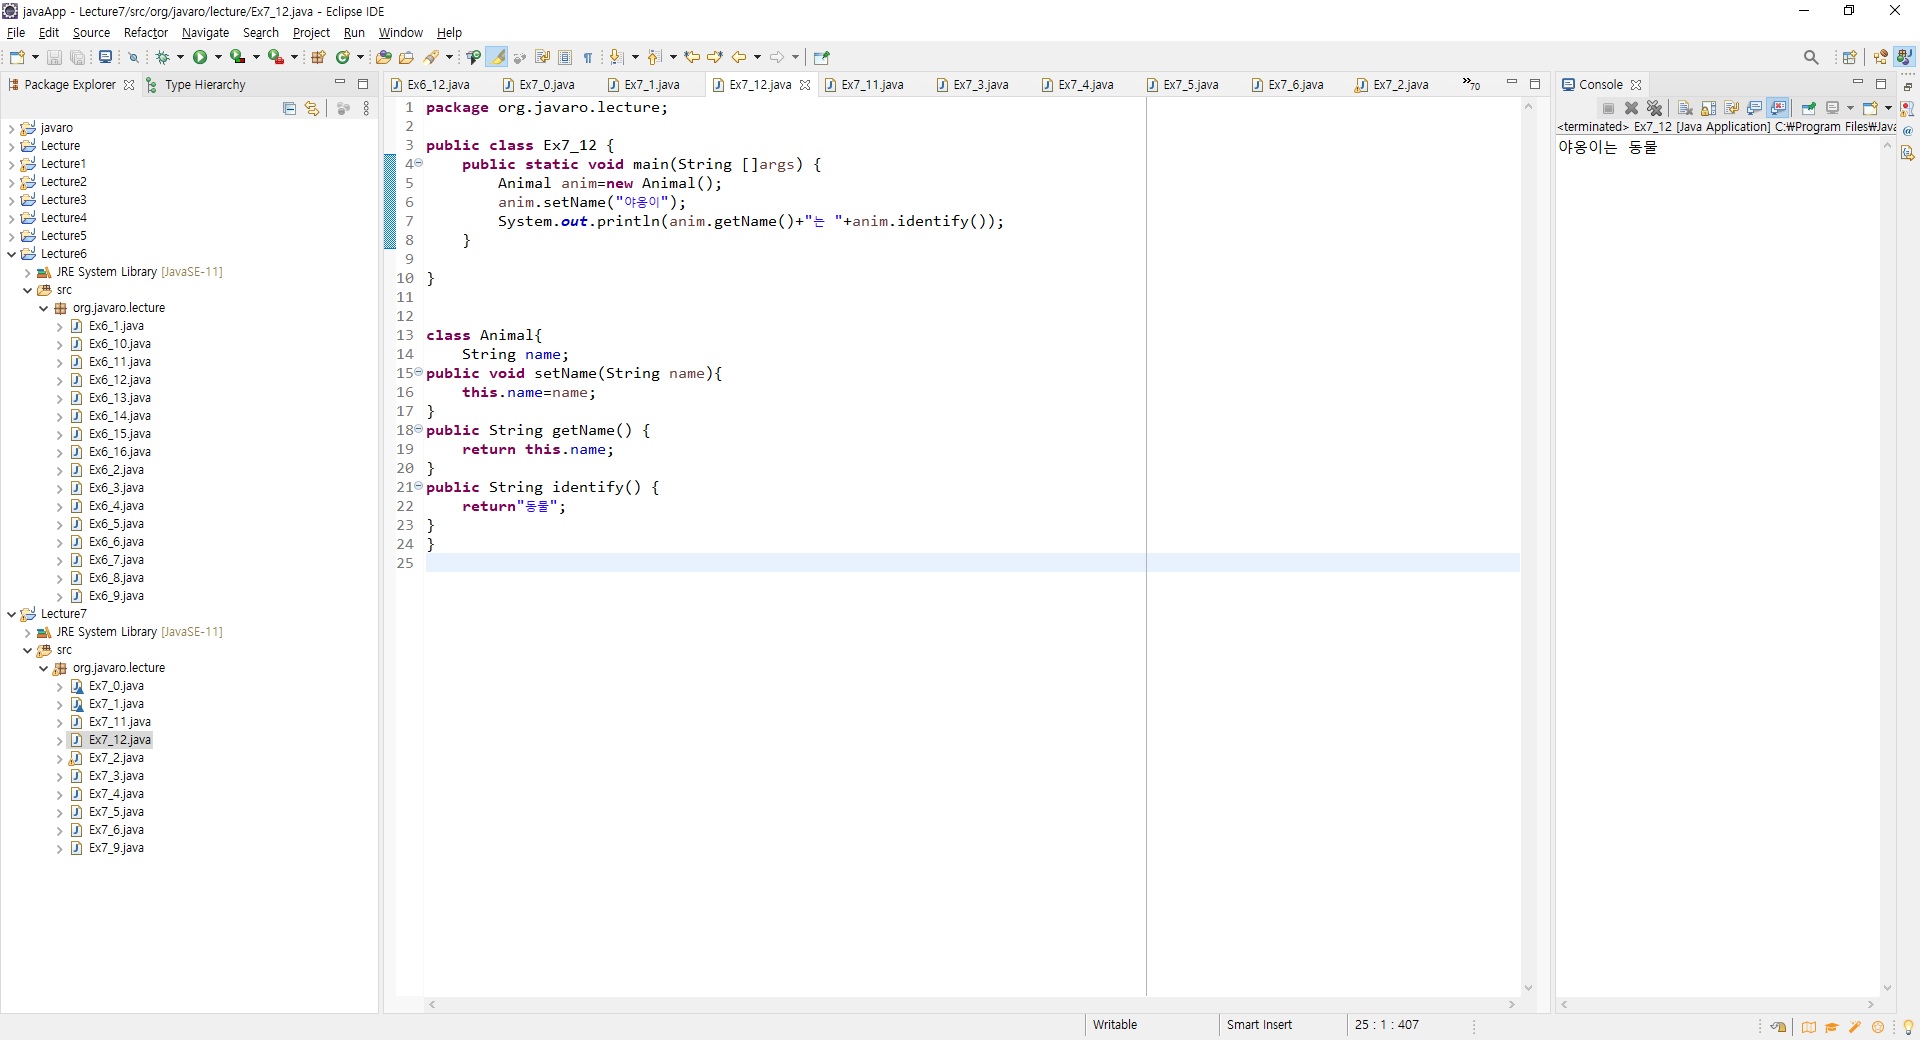 javaApp - Lecture7/src/org/javaro/lecture/Ex7_12.java - Eclipse IDE
File Edit Source Refactor Navigate Search Project Run Window Help
Package Explorer
Type Hierarchy
javaro
Lecture
Lecture1
Lecture2
Lecture3
Lecture4
Lecture5
Lecture6
JRE System Library [JavaSE-11]
src
org.javaro.lecture
Ex6_1.java
Ex6_10.java
Ex6_11.java
Ex6_12.java
Ex6_13.java
Ex6_14.java
Ex6_15.java
Ex6_16.java
Ex6_2.java
Ex6_3.java
Ex6_4.java
Ex6_5.java
Ex6_6.java
Ex6_7.java
Ex6_8.java
Ex6_9.java
Lecture7
JRE System Library [JavaSE-11]
src
org.javaro.lecture
Ex7_0.java
Ex7_1.java
Ex7_11.java
Ex7_12.java
Ex7_2.java
Ex7_3.java
Ex7_4.java
Ex7_5.java
Ex7_6.java
Ex7_9.java
Ex6_12.java Ex7_0.java Ex7_1.java Ex7_12.java Ex7_11.java Ex7_3.java Ex7_4.java Ex7_5.java Ex7_6.java Ex7_2.java »70
1 package org.javaro.lecture;
2
3 public class Ex7_12 {
4 public static void main(String []args) {
5 Animal anim=new Animal();
6 anim.setName("야옹이");
7 System.out.println(anim.getName()+"는 "+anim.identify());
8 }
9
10 }
11
12
13 class Animal{
14 String name;
15 public void setName(String name){
16 this.name=name;
17 }
18 public String getName() {
19 return this.name;
20 }
21 public String identify() {
22 return"동물";
23 }
24 }
25
Console
<terminated> Ex7_12 [Java Application] C:₩Program Files₩Java
야옹이는 동물
Writable
Smart Insert
25 : 1 : 407